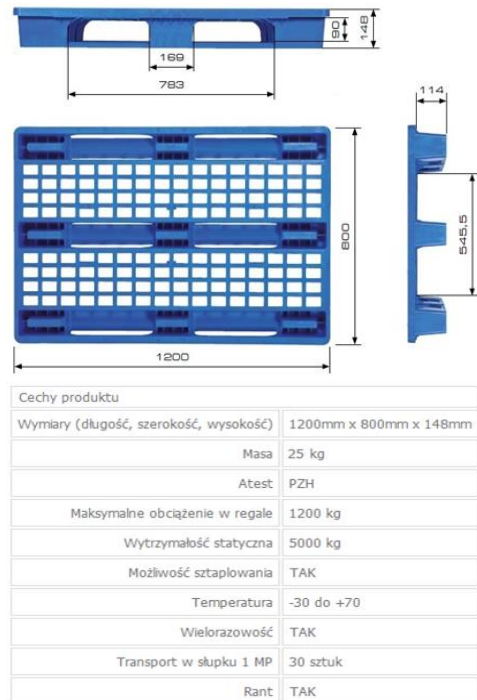 90
148
169
783
114
800
545.5
1200
Cechy produktu
Wymiary (długość, szerokość, wysokość) 1200mm x 800mm x 148mm
Masa 25 kg
Atest PZH
Maksymalne obciążenie w regale 1200 kg
Wytrzymałość statyczna 5000 kg
Możliwość sztaplowania TAK
Temperatura -30 do +70
Wielorazowość TAK
Transport w słupku 1 MP 30 sztuk
Rant TAK